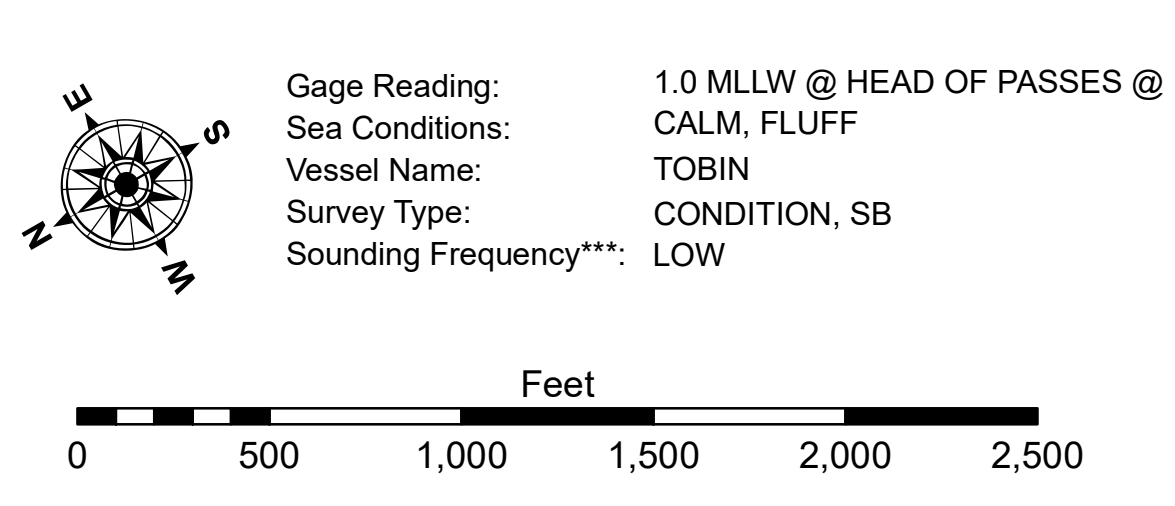 E
S
N
W
Gage Reading: 1.0 MLLW @ HEAD OF PASSES @
Sea Conditions: CALM, FLUFF
Vessel Name: TOBIN
Survey Type: CONDITION, SB
Sounding Frequency***: LOW
Feet
0 500 1,000 1,500 2,000 2,500